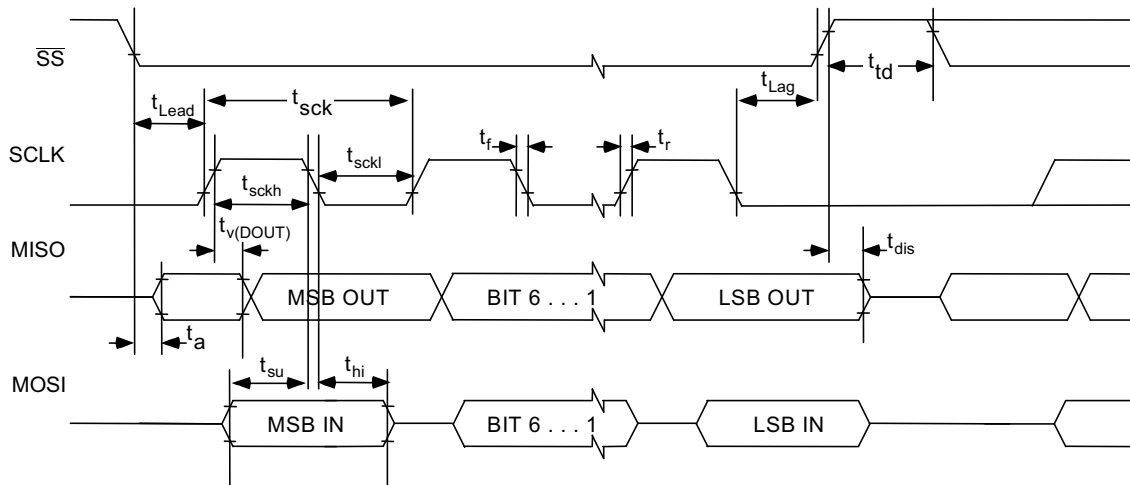 SS
t_td
t_Lag
t_Lead
t_sck
SCLK
t_f
t_r
t_sckl
t_sckh
t_v(DOUT)
MISO
t_dis
MSB OUT
BIT 6 . . . 1
LSB OUT
t_a
t_su
t_hi
MOSI
MSB IN
BIT 6 . . . 1
LSB IN